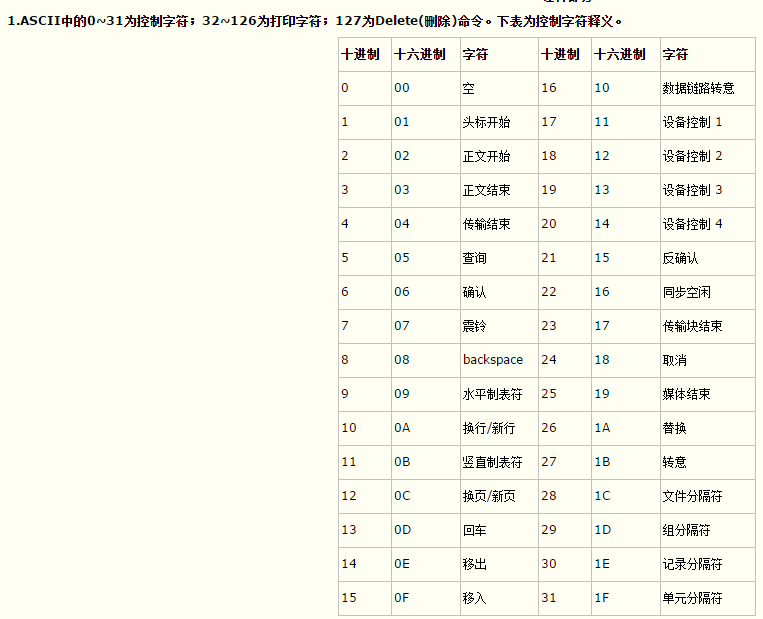 1.ASCII中的0~31为控制字符；32~126为打印字符；127为Delete(删除)命令。下表为控制字符释义。
十进制 十六进制 字符 十进制 十六进制 字符
0 00 空 16 10 数据链路转意
1 01 头标开始 17 11 设备控制 1
2 02 正文开始 18 12 设备控制 2
3 03 正文结束 19 13 设备控制 3
4 04 传输结束 20 14 设备控制 4
5 05 查询 21 15 反确认
6 06 确认 22 16 同步空闲
7 07 震铃 23 17 传输块结束
8 08 backspace 24 18 取消
9 09 水平制表符 25 19 媒体结束
10 0A 换行/新行 26 1A 替换
11 0B 竖直制表符 27 1B 转意
12 0C 换页/新页 28 1C 文件分隔符
13 0D 回车 29 1D 组分隔符
14 0E 移出 30 1E 记录分隔符
15 0F 移入 31 1F 单元分隔符